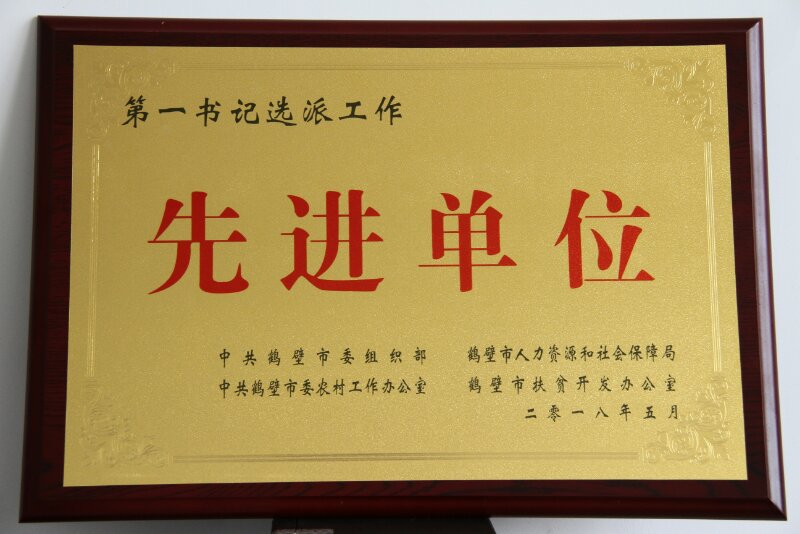 第一书记选派工作
先进单位
中共鹤壁市委组织部 鹤壁市人力资源和社会保障局
中共鹤壁市委农村工作办公室 鹤壁市扶贫开发办公室
二零一八年五月